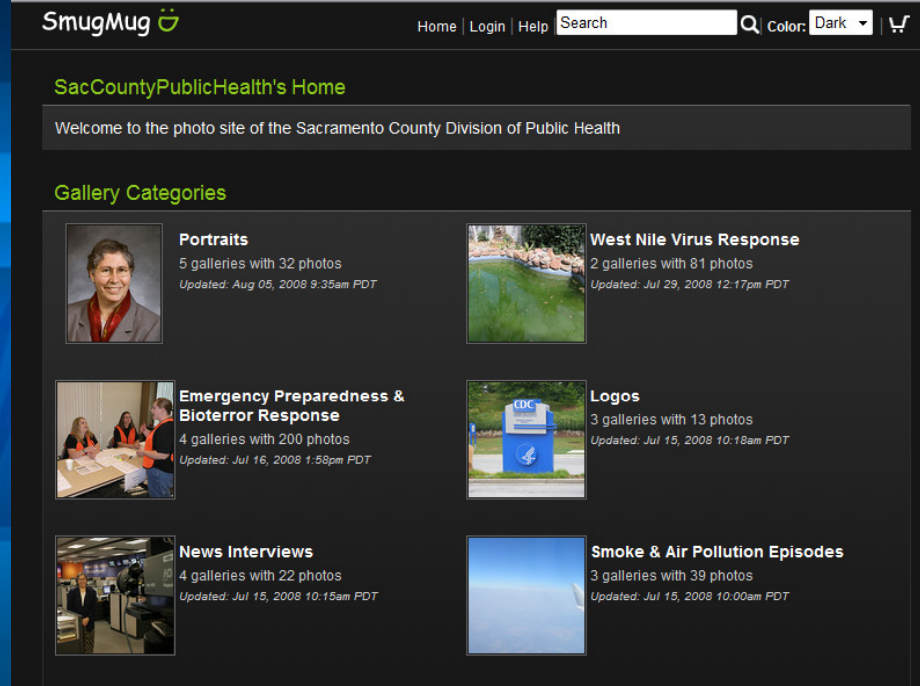 SmugMug
Home | Login | Help | Search Color: Dark |
SacCountyPublicHealth's Home
Welcome to the photo site of the Sacramento County Division of Public Health
Gallery Categories
Portraits
5 galleries with 32 photos
Updated: Aug 05, 2008 9:35am PDT
West Nile Virus Response
2 galleries with 81 photos
Updated: Jul 29, 2008 12:17pm PDT
Emergency Preparedness &
Bioterror Response
4 galleries with 200 photos
Updated: Jul 16, 2008 1:58pm PDT
CDC
Logos
3 galleries with 13 photos
Updated: Jul 15, 2008 10:18am PDT
News Interviews
4 galleries with 22 photos
Updated: Jul 15, 2008 10:15am PDT
Smoke & Air Pollution Episodes
3 galleries with 39 photos
Updated: Jul 15, 2008 10:00am PDT